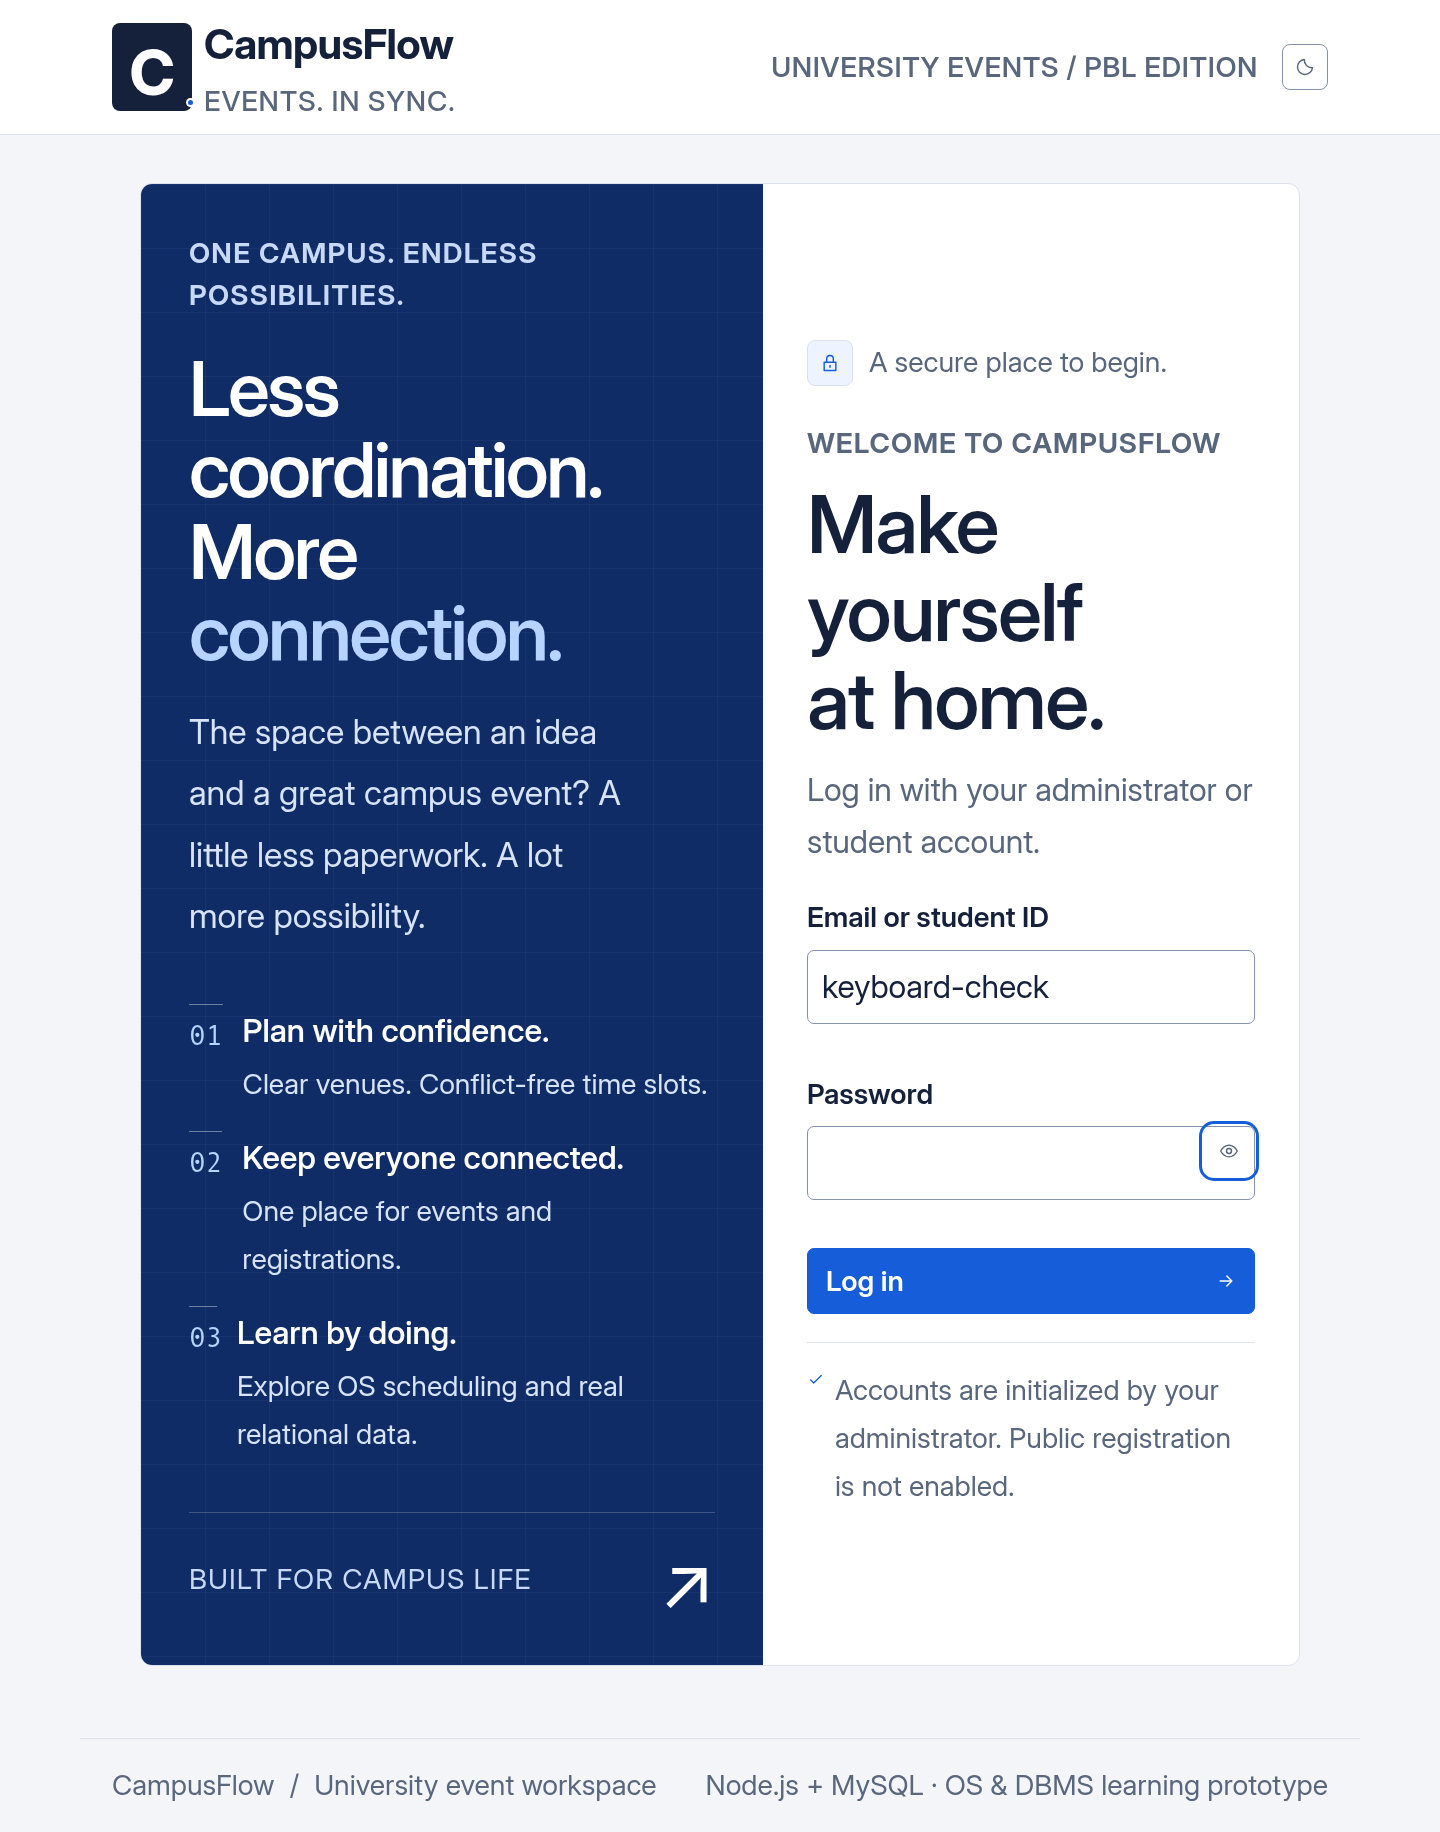 C
CampusFlow
EVENTS. IN SYNC.
UNIVERSITY EVENTS / PBL EDITION
ONE CAMPUS. ENDLESS
POSSIBILITIES.
Less
coordination.
More
connection.
The space between an idea
and a great campus event? A
little less paperwork. A lot
more possibility.
01 Plan with confidence.
Clear venues. Conflict-free time slots.
02 Keep everyone connected.
One place for events and
registrations.
03 Learn by doing.
Explore OS scheduling and real
relational data.
BUILT FOR CAMPUS LIFE
A secure place to begin.
WELCOME TO CAMPUSFLOW
Make
yourself
at home.
Log in with your administrator or
student account.
Email or student ID
keyboard-check
Password
Log in
Accounts are initialized by your
administrator. Public registration
is not enabled.
CampusFlow / University event workspace
Node.js + MySQL · OS & DBMS learning prototype